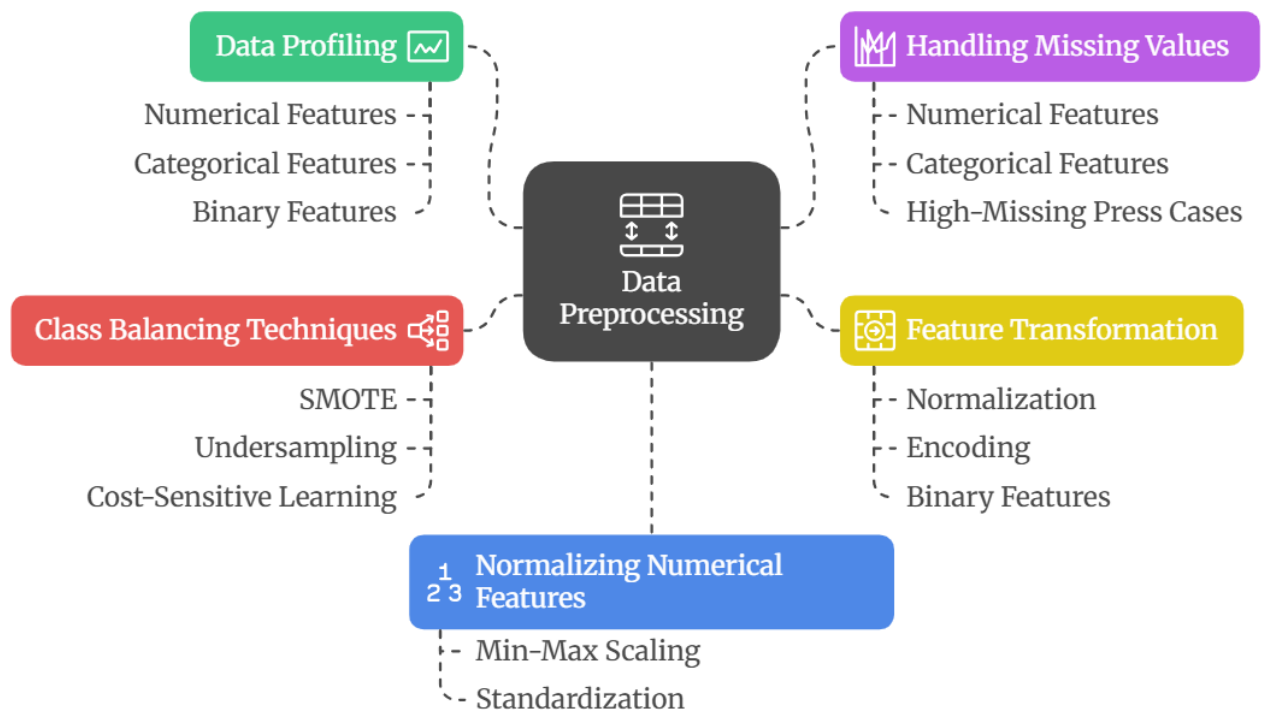 Data Profiling
Numerical Features
Categorical Features
Binary Features
Handling Missing Values
Numerical Features
Categorical Features
High-Missing Press Cases
Data
Preprocessing
Class Balancing Techniques
SMOTE
Undersampling
Cost-Sensitive Learning
Feature Transformation
Normalization
Encoding
Binary Features
1
2 3
Normalizing Numerical
Features
Min-Max Scaling
Standardization